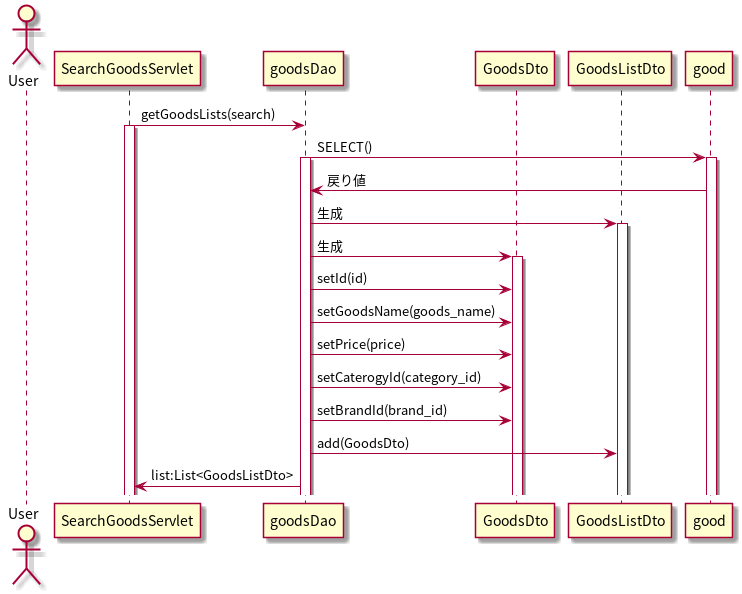 User
SearchGoodsServlet
goodsDao
GoodsDto
GoodsListDto
good
getGoodsLists(search)
SELECT()
戻り値
生成
生成
setId(id)
setGoodsName(goods_name)
setPrice(price)
setCaterogyId(category_id)
setBrandId(brand_id)
add(GoodsDto)
list:List<GoodsListDto>
User
SearchGoodsServlet
goodsDao
GoodsDto
GoodsListDto
good